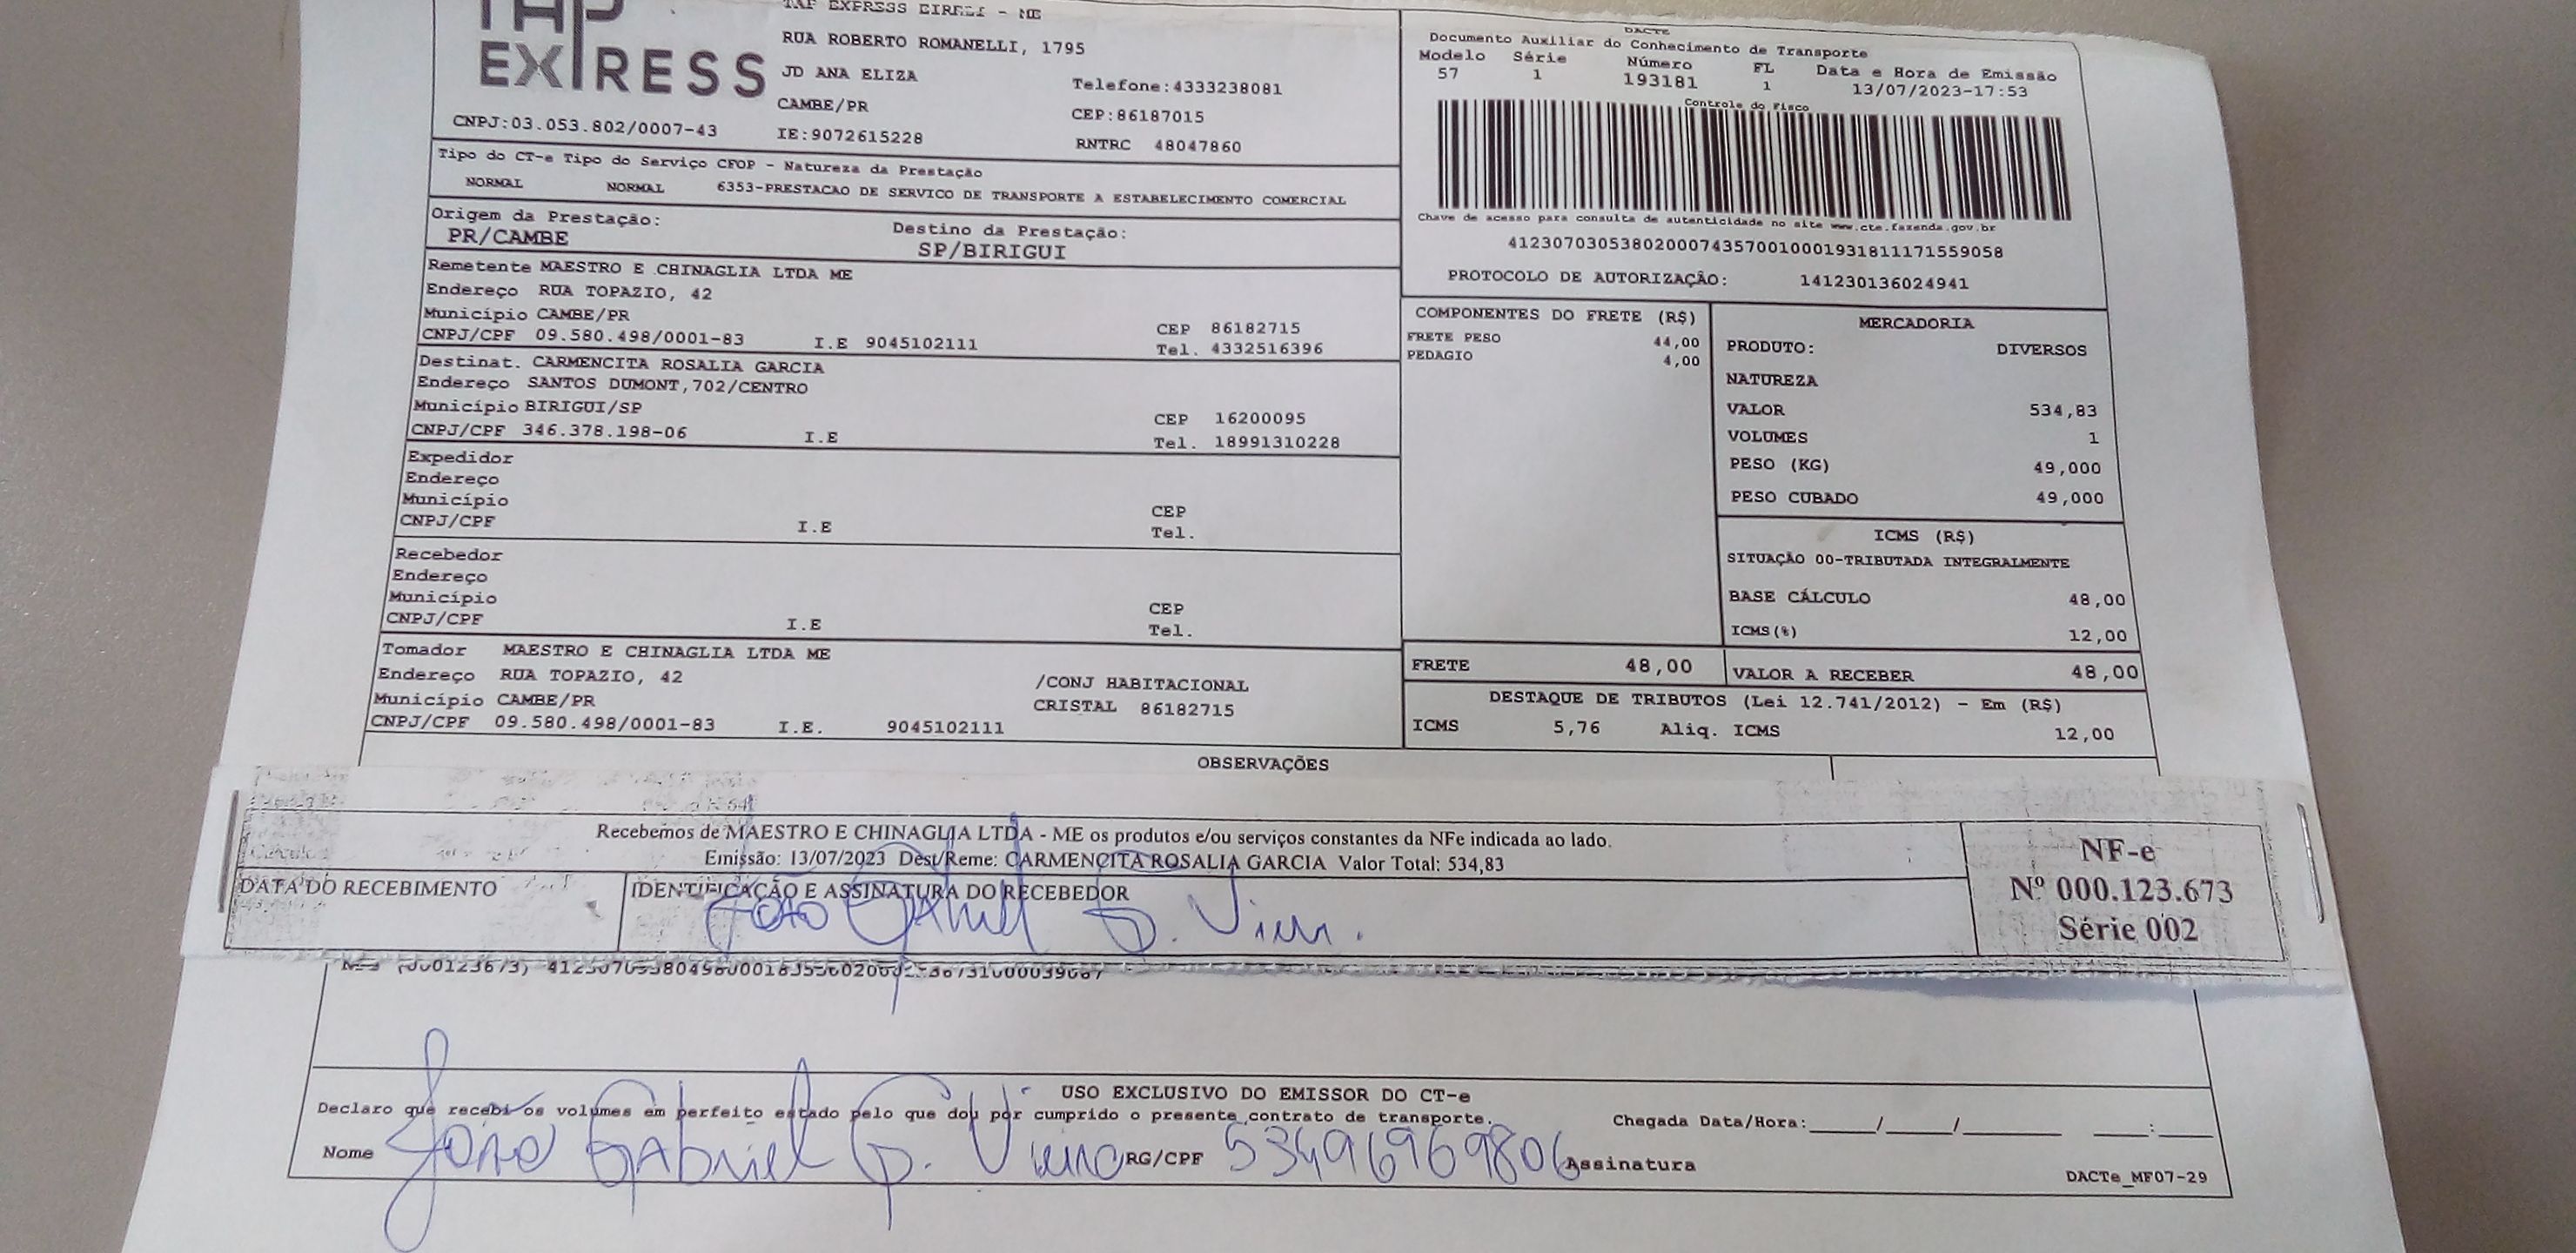 TAP
EXPRESS
TAP EXPRESS EIRELI - ME
RUA ROBERTO ROMANELLI, 1795
JD ANA ELIZA Telefone:4333238081
CAMBE/PR CEP:86187015
CNPJ:03.053.802/0007-43 IE:9072615228 RNTRC 48047860
DACTE
Documento Auxiliar do Conhecimento de Transporte
Modelo Série Número FL Data e Hora de Emissão
57 1 193181 1 13/07/2023-17:53
Controle do Fisco
Chave de acesso para consulta de autenticidade no site www.cte.fazenda.gov.br
41230703053802000743570010001931811171559058
PROTOCOLO DE AUTORIZAÇÃO: 141230136024941
Tipo do CT-e Tipo do Serviço CFOP - Natureza da Prestação
NORMAL NORMAL 6353-PRESTACAO DE SERVICO DE TRANSPORTE A ESTABELECIMENTO COMERCIAL
Origem da Prestação: Destino da Prestação:
PR/CAMBE SP/BIRIGUI
Remetente MAESTRO E CHINAGLIA LTDA ME
Endereço RUA TOPAZIO, 42
Município CAMBE/PR CEP 86182715
CNPJ/CPF 09.580.498/0001-83 I.E 9045102111 Tel. 4332516396
Destinat. CARMENCITA ROSALIA GARCIA
Endereço SANTOS DUMONT,702/CENTRO
Município BIRIGUI/SP CEP 16200095
CNPJ/CPF 346.378.198-06 I.E Tel. 18991310228
Expedidor
Endereço
Município CEP
CNPJ/CPF I.E Tel.
Recebedor
Endereço
Município CEP
CNPJ/CPF I.E Tel.
Tomador MAESTRO E CHINAGLIA LTDA ME
Endereço RUA TOPAZIO, 42 /CONJ HABITACIONAL
Município CAMBE/PR CRISTAL 86182715
CNPJ/CPF 09.580.498/0001-83 I.E. 9045102111
COMPONENTES DO FRETE (R$)
FRETE PESO 44,00
PEDAGIO 4,00
MERCADORIA
PRODUTO: DIVERSOS
NATUREZA
VALOR 534,83
VOLUMES 1
PESO (KG) 49,000
PESO CUBADO 49,000
ICMS (R$)
SITUAÇÃO 00-TRIBUTADA INTEGRALMENTE
BASE CÁLCULO 48,00
ICMS(%) 12,00
FRETE 48,00 VALOR A RECEBER 48,00
DESTAQUE DE TRIBUTOS (Lei 12.741/2012) - Em (R$)
ICMS 5,76 Aliq. ICMS 12,00
OBSERVAÇÕES
Recebemos de MAESTRO E CHINAGLIA LTDA - ME os produtos e/ou serviços constantes da NFe indicada ao lado.
Emissão: 13/07/2023 Dest/Reme: CARMENCITA ROSALIA GARCIA Valor Total: 534,83
DATA DO RECEBIMENTO IDENTIFICAÇÃO E ASSINATURA DO RECEBEDOR
João Gabriel
NF-e
Nº 000.123.673
Série 002
USO EXCLUSIVO DO EMISSOR DO CT-e
Declaro que recebi os volumes em perfeito estado pelo que dou por cumprido o presente contrato de transporte. Chegada Data/Hora:____/____/______ ____:____
Nome João Gabriel G. Vieira RG/CPF 53496969806 Assinatura
DACTe_MF07-29